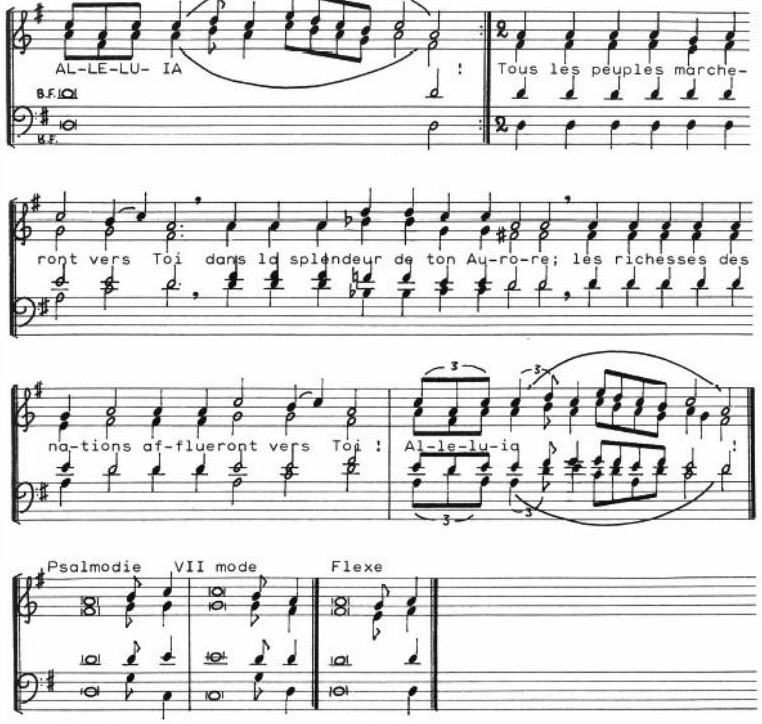 AL-LE-LU- IA ! Tous les peuples marche-
B.F.
B.F.
ront vers Toi dans la splendeur de ton Au-ro-re; les richesses des
na-tions af-flueront vers Toi ! Al-le-lu-ia !
Psalmodie VII mode Flexe